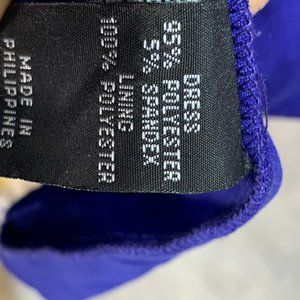 DRESS
95% POLYESTER
5% SPANDEX
LINING
100% POLYESTER
MADE IN
PHILIPPINES